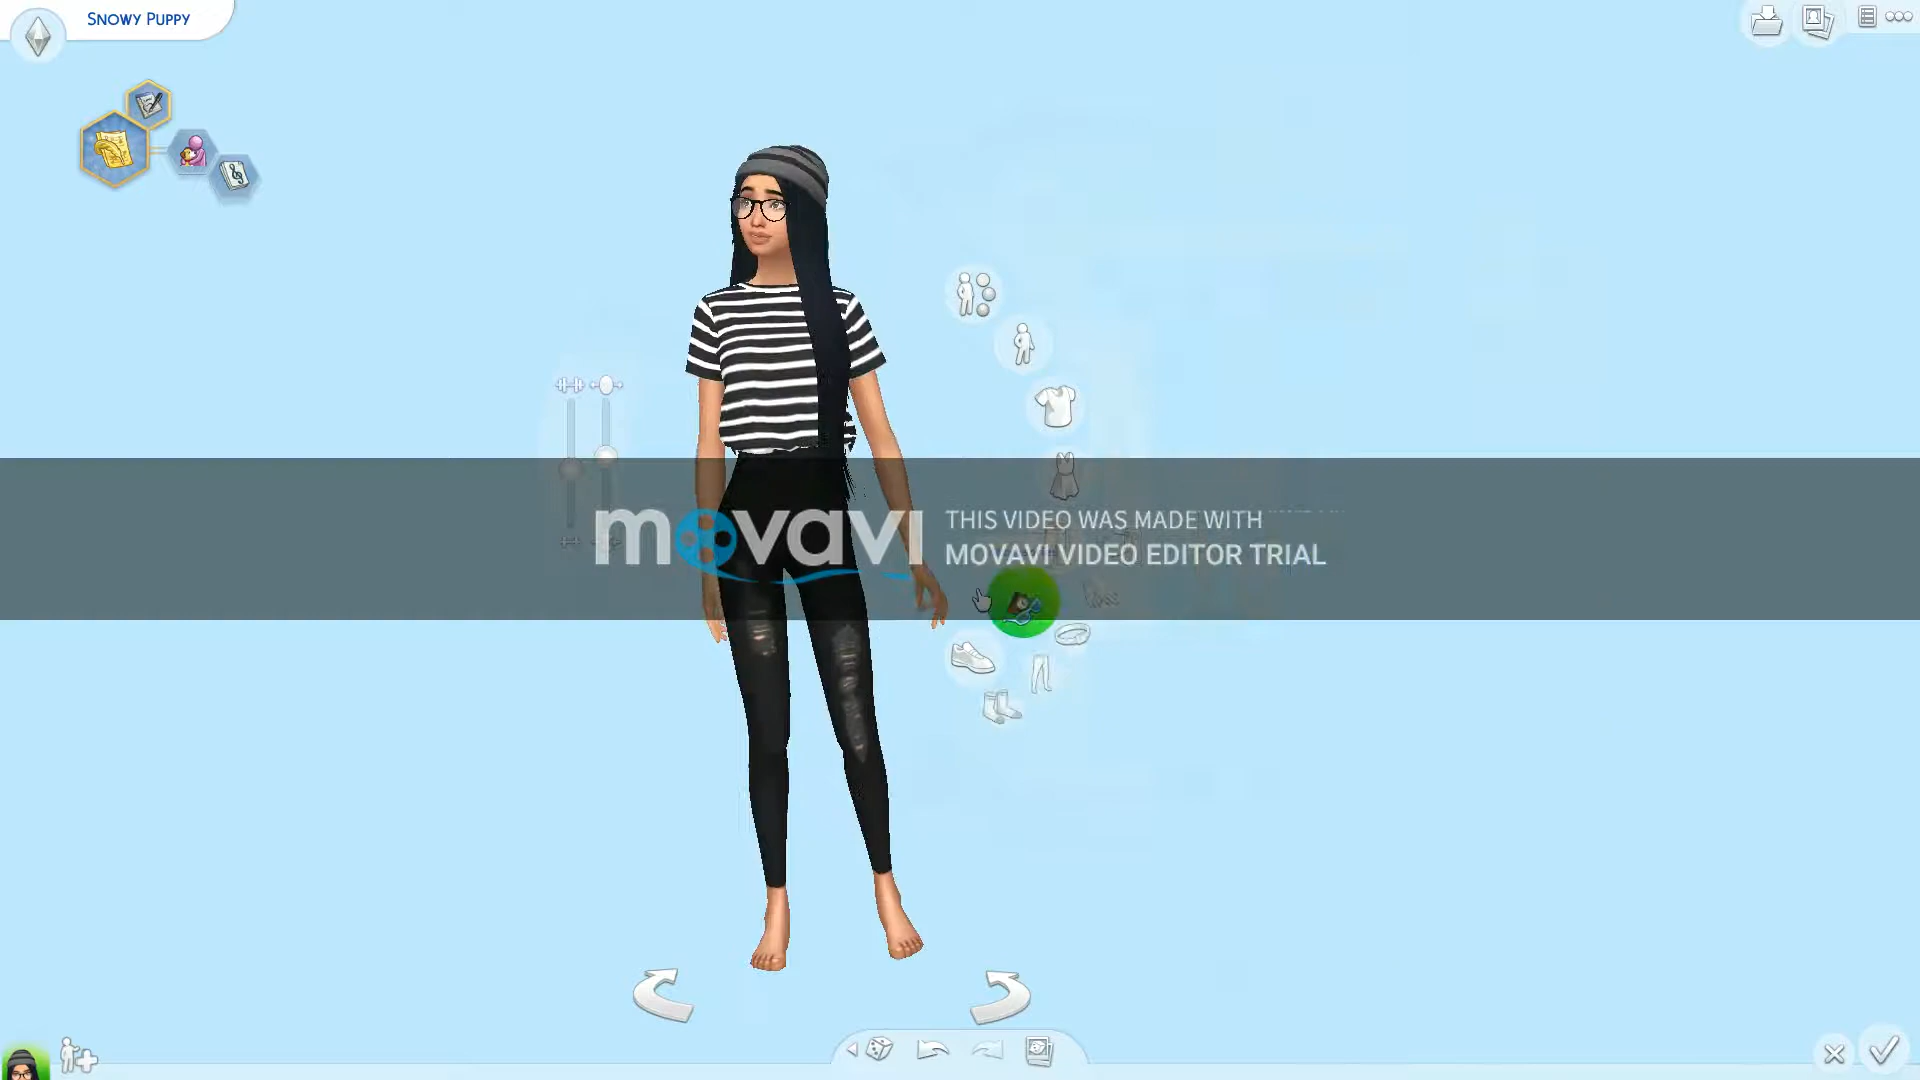 SNOWY PUPPY
movavi
THIS VIDEO WAS MADE WITH
MOVAVI VIDEO EDITOR TRIAL